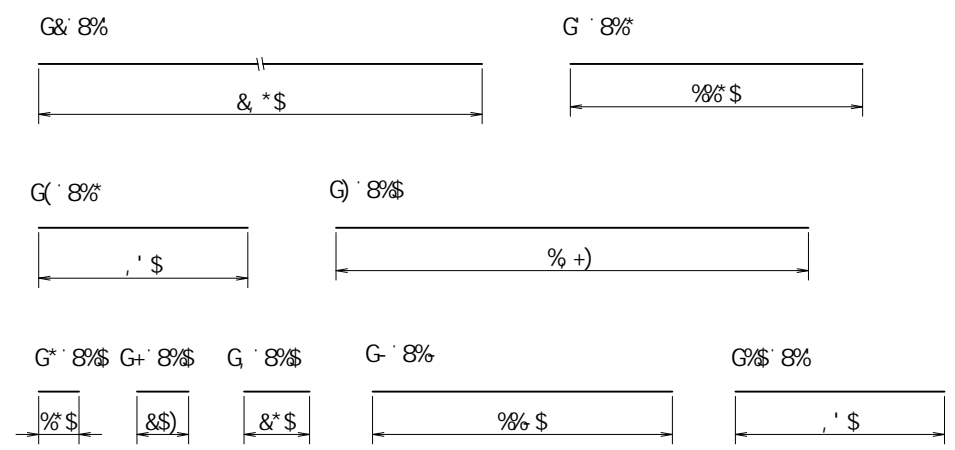 G&˙8%' G'˙8%*
&,*$ %%*$
G(˙8%* G)˙8%$
,'$ %,+)
G*˙8%$ G+˙8%$ G,˙8%$ G-˙8%- G%$˙8%'
%*$ &$) &*$ %%-$ ,'$